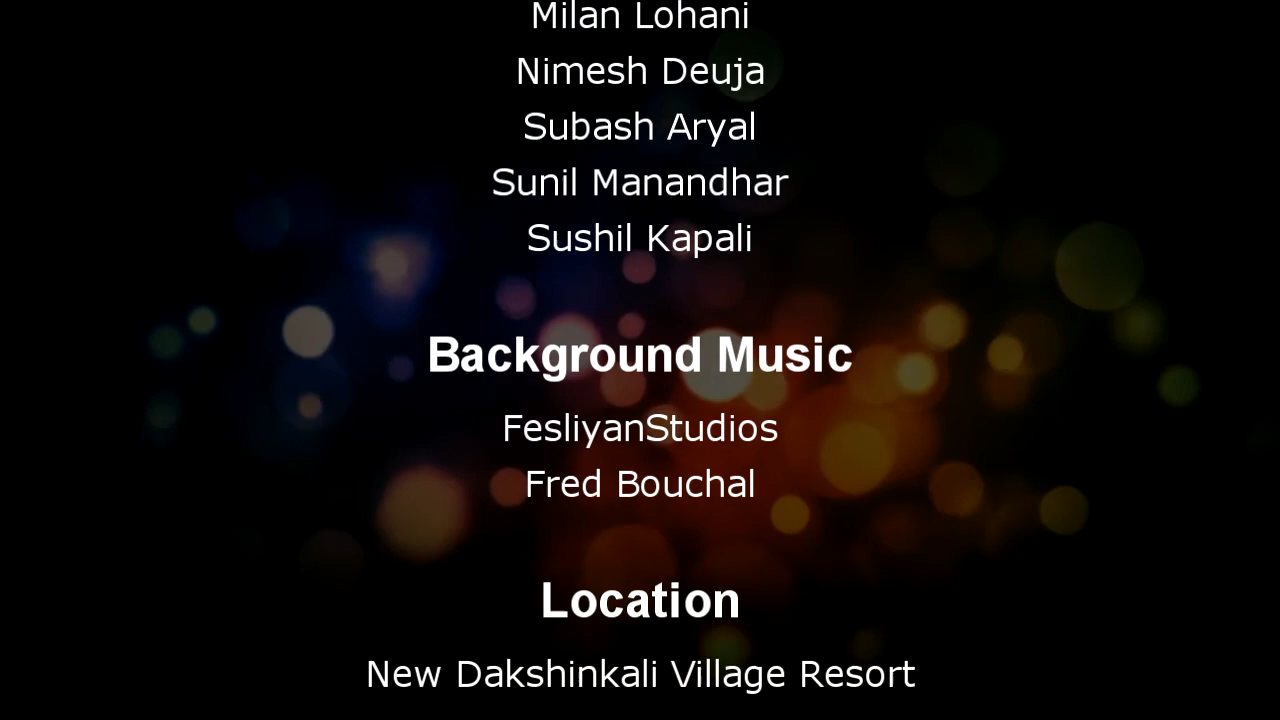 Milan Lohani
Nimesh Deuja
Subash Aryal
Sunil Manandhar
Sushil Kapali
Background Music
FesliyanStudios
Fred Bouchal
Location
New Dakshinkali Village Resort